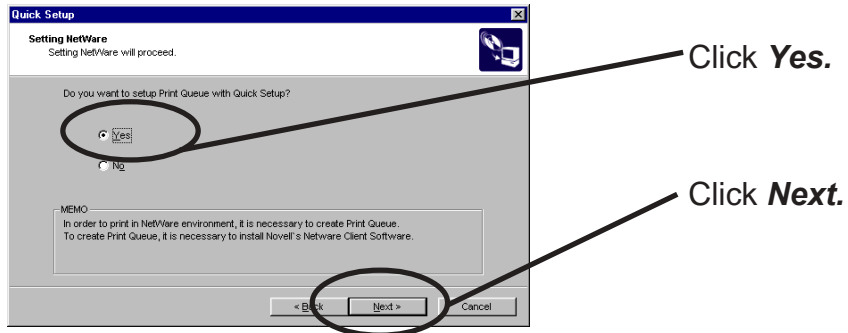 Quick Setup
Setting NetWare
Setting NetWare will proceed.
Do you want to setup Print Queue with Quick Setup?
Yes
No
MEMO
In order to print in NetWare environment, it is necessary to create Print Queue.
To create Print Queue, it is necessary to install Novell's Netware Client Software.
< Back
Next >
Cancel
Click Yes.
Click Next.